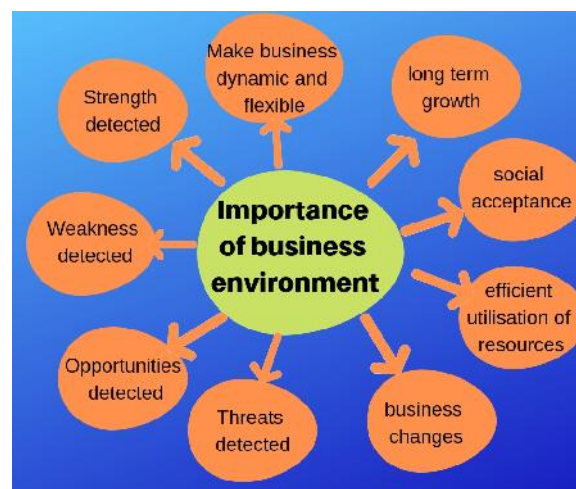 Importance
of business
environment
Make business
dynamic and
flexible
long term
growth
social
acceptance
efficient
utilisation of
resources
business
changes
Threats
detected
Opportunities
detected
Weakness
detected
Strength
detected